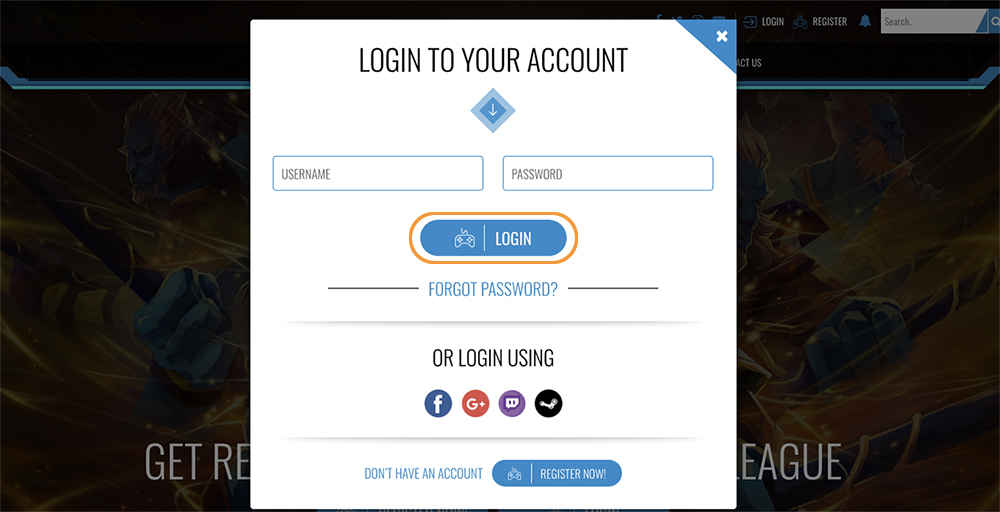 LOGIN
REGISTER
Search..
ACT US
LOGIN TO YOUR ACCOUNT
USERNAME
PASSWORD
LOGIN
FORGOT PASSWORD?
OR LOGIN USING
GET RE
LEAGUE
DON'T HAVE AN ACCOUNT
REGISTER NOW!